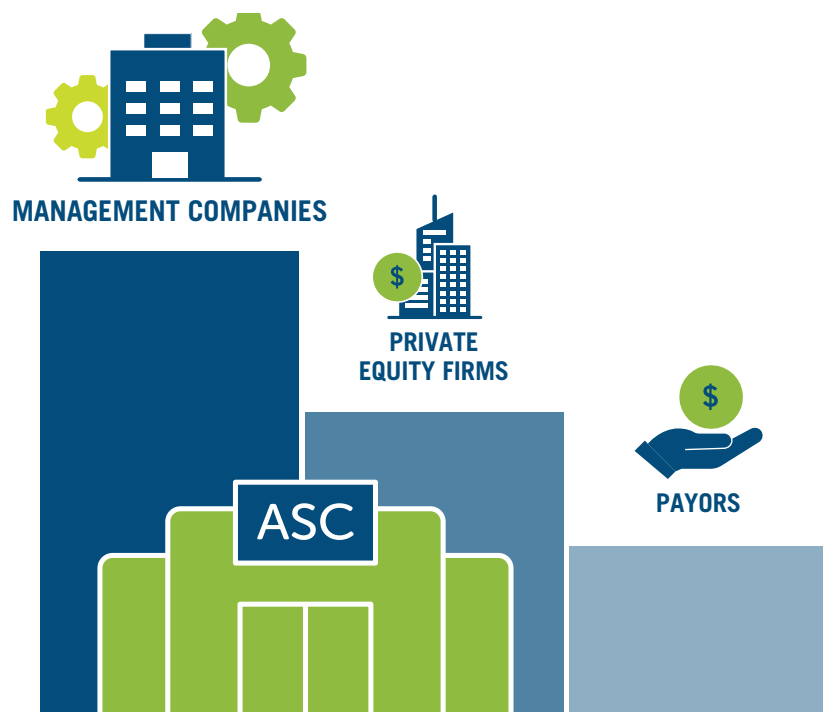 MANAGEMENT COMPANIES
$
PRIVATE
EQUITY FIRMS
$
PAYORS
ASC